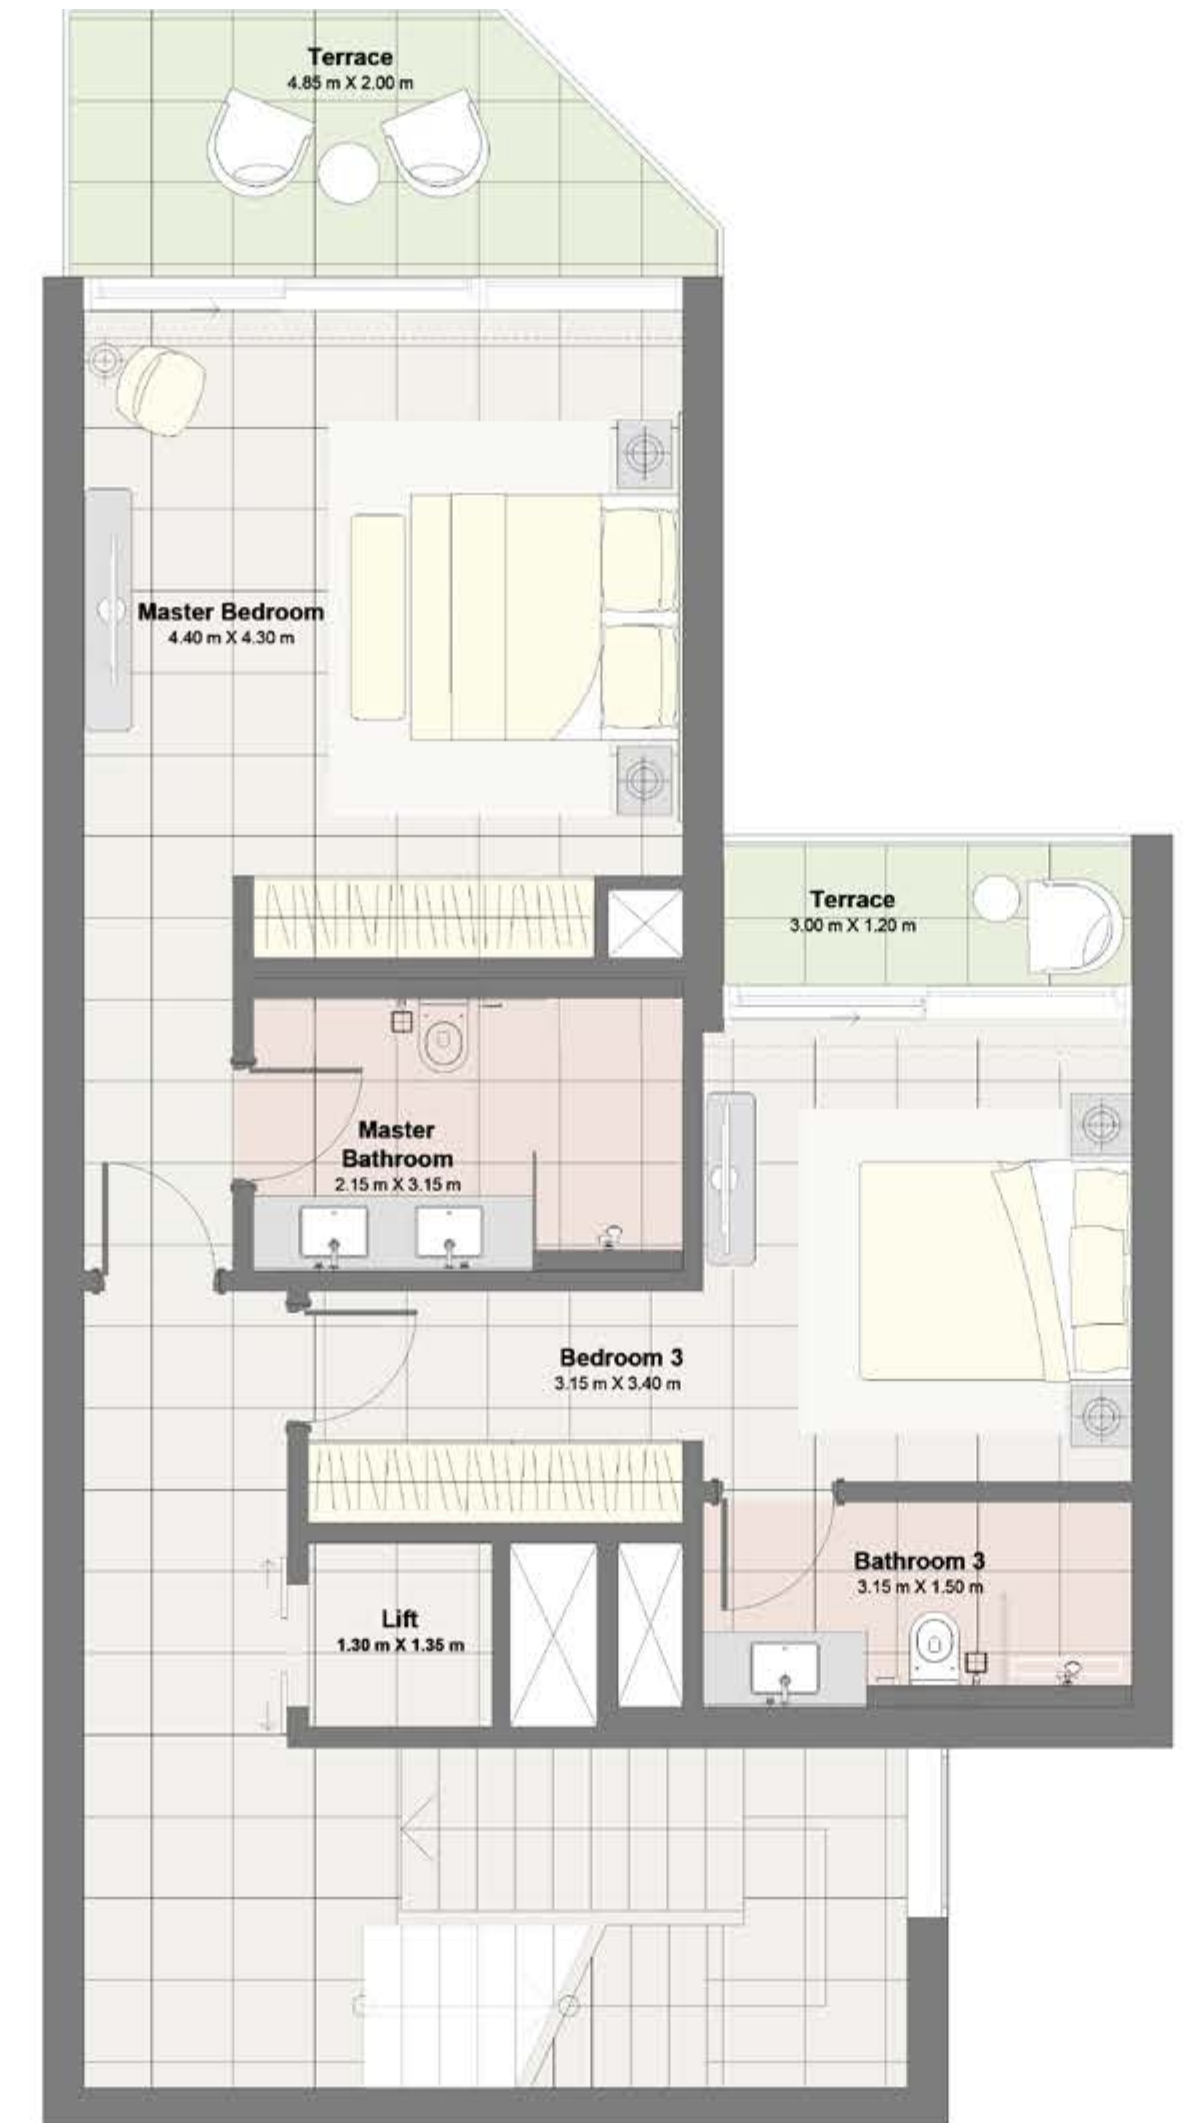 Terrace
4.85 m X 2.00 m
Master Bedroom
4.40 m X 4.30 m
Terrace
3.00 m X 1.20 m
Master
Bathroom
2.15 m X 3.15 m
Bedroom 3
3.15 m X 3.40 m
Bathroom 3
3.15 m X 1.50 m
Lift
1.30 m X 1.35 m